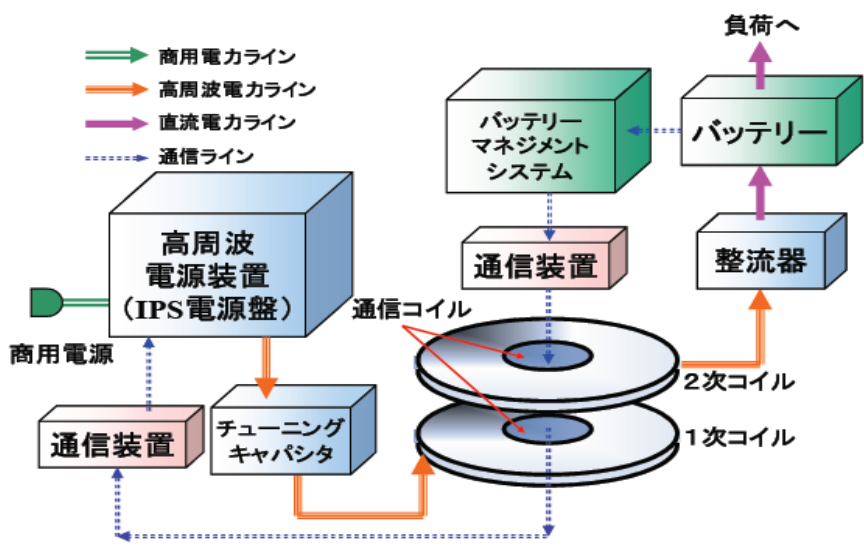 商用電力ライン
高周波電力ライン
直流電力ライン
通信ライン
負荷へ
バッテリー
マネジメント
システム
バッテリー
高周波
電源装置
（IPS電源盤）
通信装置
整流器
通信コイル
商用電源
2次コイル
通信装置
チューニング
キャパシタ
1次コイル